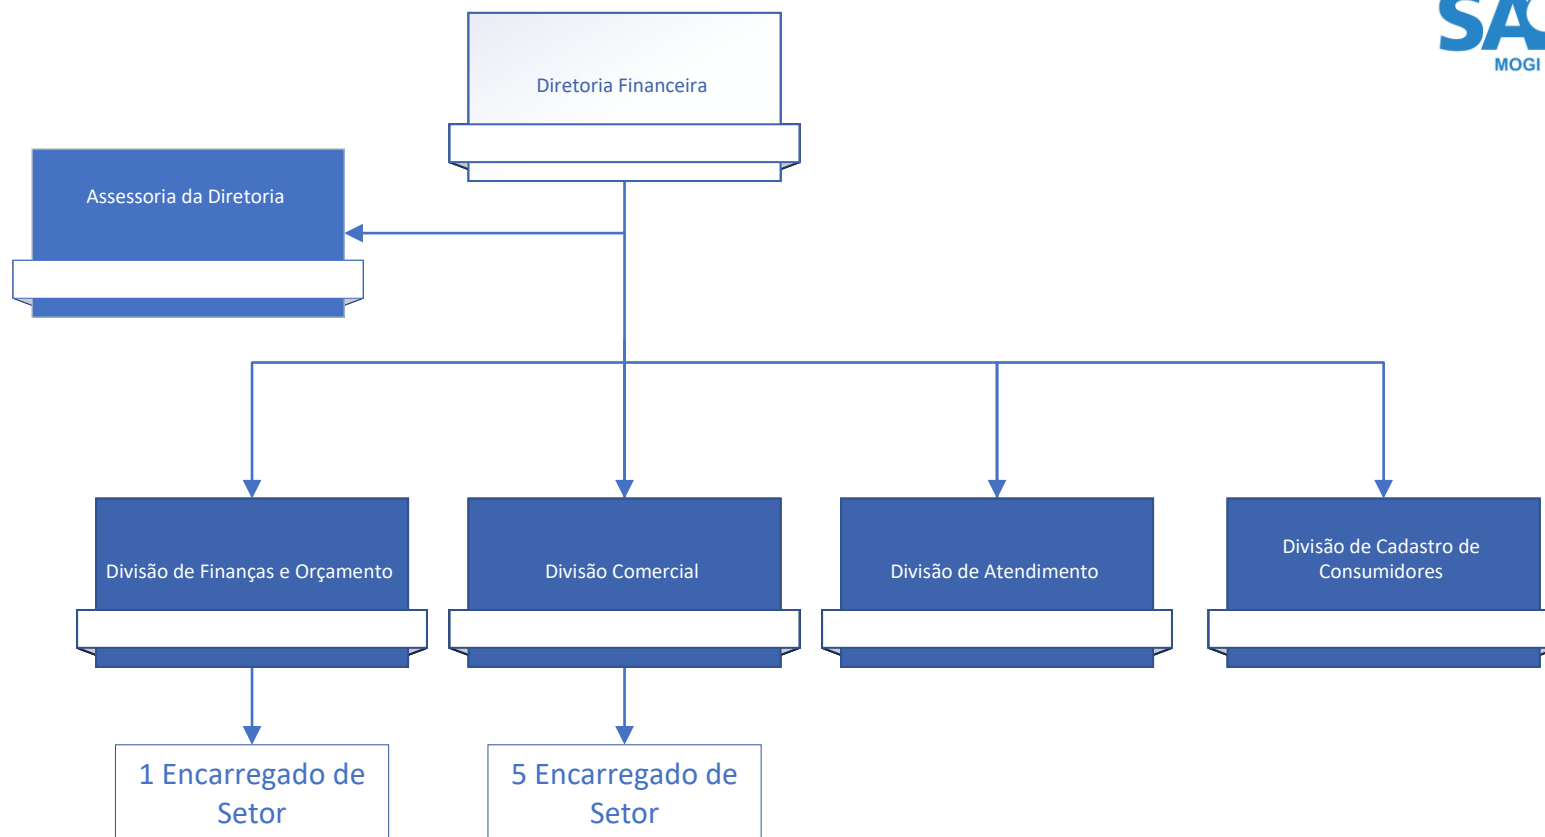 MOGI
Diretoria Financeira
Assessoria da Diretoria
Divisão de Finanças e Orçamento
Divisão Comercial
Divisão de Atendimento
Divisão de Cadastro de
Consumidores
1 Encarregado de
Setor
5 Encarregado de
Setor